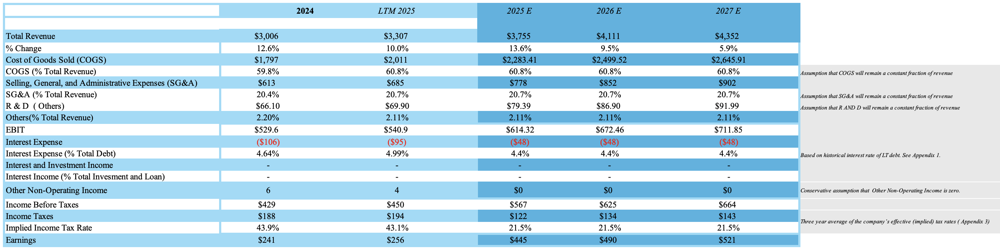 2024 LTM 2025 2025 E 2026 E 2027 E
Total Revenue $3,006 $3,307 $3,755 $4,111 $4,352
% Change 12.6% 10.0% 13.6% 9.5% 5.9%
Cost of Goods Sold (COGS) $1,797 $2,011 $2,283.41 $2,499.52 $2,645.91
COGS (% Total Revenue) 59.8% 60.8% 60.8% 60.8% 60.8% Assumption that COGS will remain a constant fraction of revenue
Selling, General, and Administrative Expenses (SG&A) $613 $685 $778 $852 $902
SG&A (% Total Revenue) 20.4% 20.7% 20.7% 20.7% 20.7% Assumption that SG&A will remain a constant fraction of revenue
R & D ( Others) $66.10 $69.90 $79.39 $86.90 $91.99 Assumption that R AND D will remain a constant fraction of revenue
Others(% Total Revenue) 2.20% 2.11% 2.11% 2.11% 2.11%
EBIT $529.6 $540.9 $614.32 $672.46 $711.85
Interest Expense ($106) ($95) ($48) ($48) ($48)
Interest Expense (% Total Debt) 4.64% 4.99% 4.4% 4.4% 4.4% Based on historical interest rate of LT debt. See Appendix 1.
Interest and Investment Income - - - - -
Interest Income (% Total Invesment and Loan) - - - - -
Other Non-Operating Income 6 4 $0 $0 $0 Conservative assumption that Other Non-Operating Income is zero.
Income Before Taxes $429 $450 $567 $625 $664
Income Taxes $188 $194 $122 $134 $143
Implied Income Tax Rate 43.9% 43.1% 21.5% 21.5% 21.5% Three year average of the company's effective (implied) tax rates ( Appendix 3)
Earnings $241 $256 $445 $490 $521